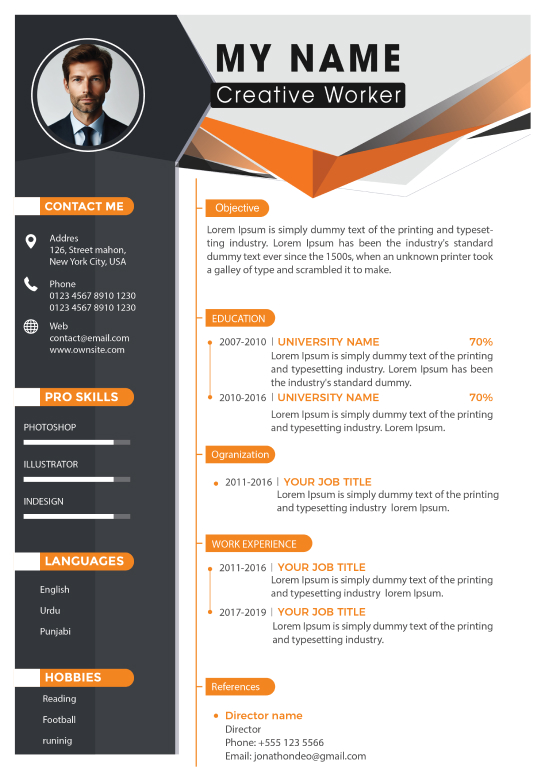 MY NAME
Creative Worker
CONTACT ME
Addres
126, Street mahon,
New York City, USA
Phone
0123 4567 8910 1230
0123 4567 8910 1230
Web
contact@email.com
www.ownsite.com
PRO SKILLS
PHOTOSHOP
ILLUSTRATOR
INDESIGN
LANGUAGES
English
Urdu
Punjabi
HOBBIES
Reading
Football
runinig
Objective
Lorem Ipsum is simply dummy text of the printing and typeset-
ting industry. Lorem Ipsum has been the industry's standard
dummy text ever since the 1500s, when an unknown printer took
a galley of type and scrambled it to make.
EDUCATION
2007-2010 | UNIVERSITY NAME 70%
Lorem Ipsum is simply dummy text of the printing
and typesetting industry. Lorem Ipsum has been
the industry's standard dummy.
2010-2016 | UNIVERSITY NAME 70%
Lorem Ipsum is simply dummy text of the printing
and typesetting industry. Lorem Ipsum.
Ogranization
2011-2016 | YOUR JOB TITLE
Lorem Ipsum is simply dummy text of the printing
and typesetting industry lorem Ipsum.
WORK EXPERIENCE
2011-2016 | YOUR JOB TITLE
Lorem Ipsum is simply dummy text of the printing
and typesetting industry lorem Ipsum.
2017-2019 | YOUR JOB TITLE
Lorem Ipsum is simply dummy text of the printing
and typesetting industry.
References
Director name
Director
Phone: +555 123 5566
Email: jonathondeo@gmail.com